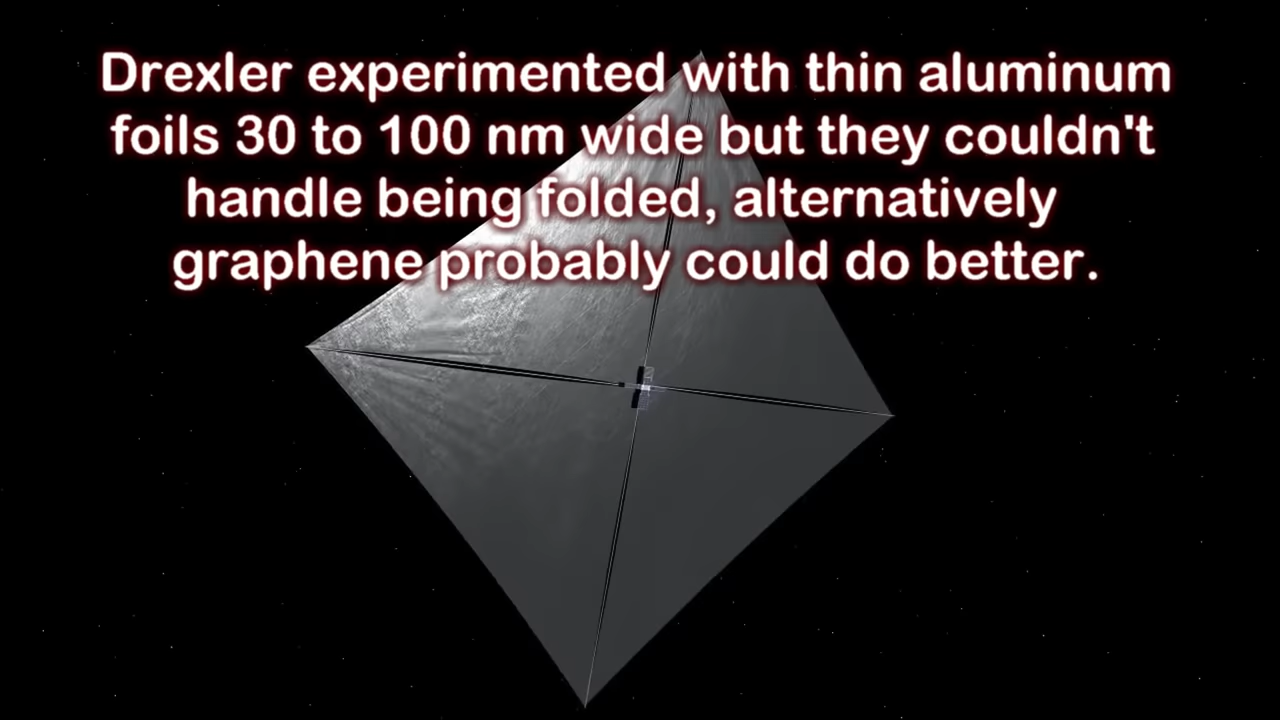 Drexler experimented with thin aluminum
foils 30 to 100 nm wide but they couldn't
handle being folded, alternatively
graphene probably could do better.